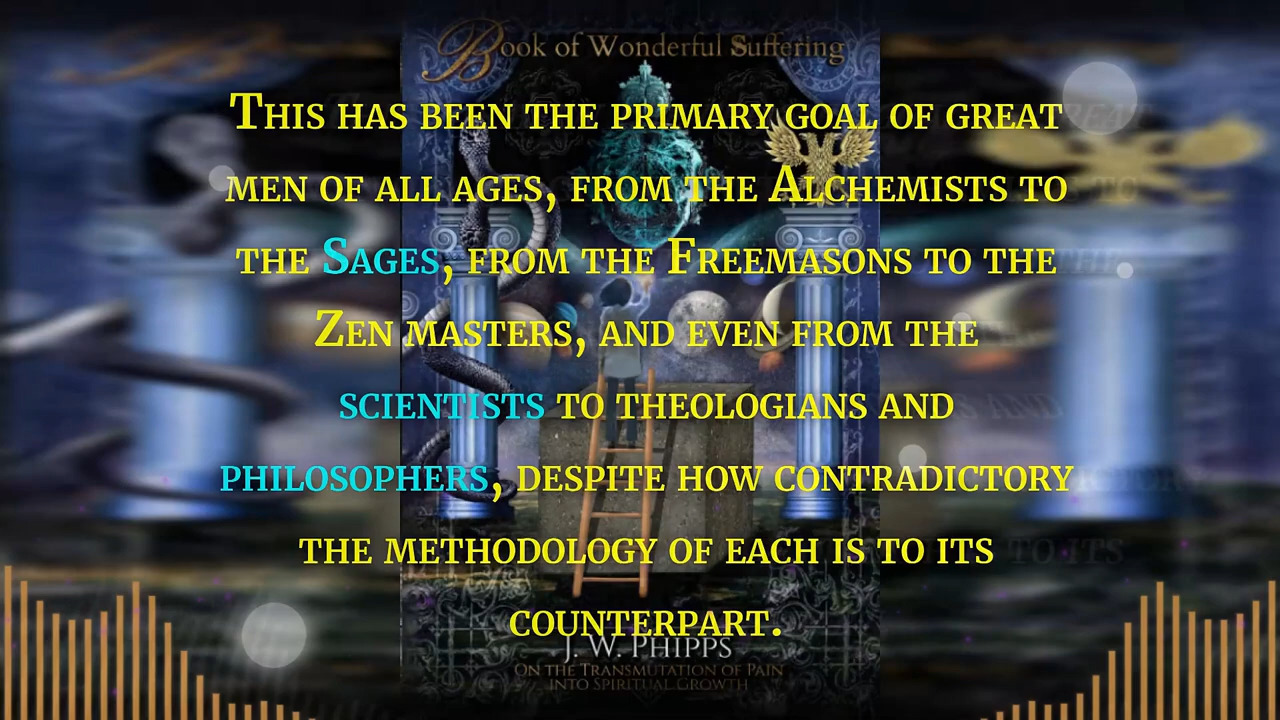 Book of Wonderful Suffering
This has been the primary goal of great
men of all ages, from the Alchemists to
the Sages, from the Freemasons to the
Zen masters, and even from the
scientists to theologians and
philosophers, despite how contradictory
the methodology of each is to its
counterpart.
J. W. Phipps
On the Transmutation of Pain
into Spiritual Growth